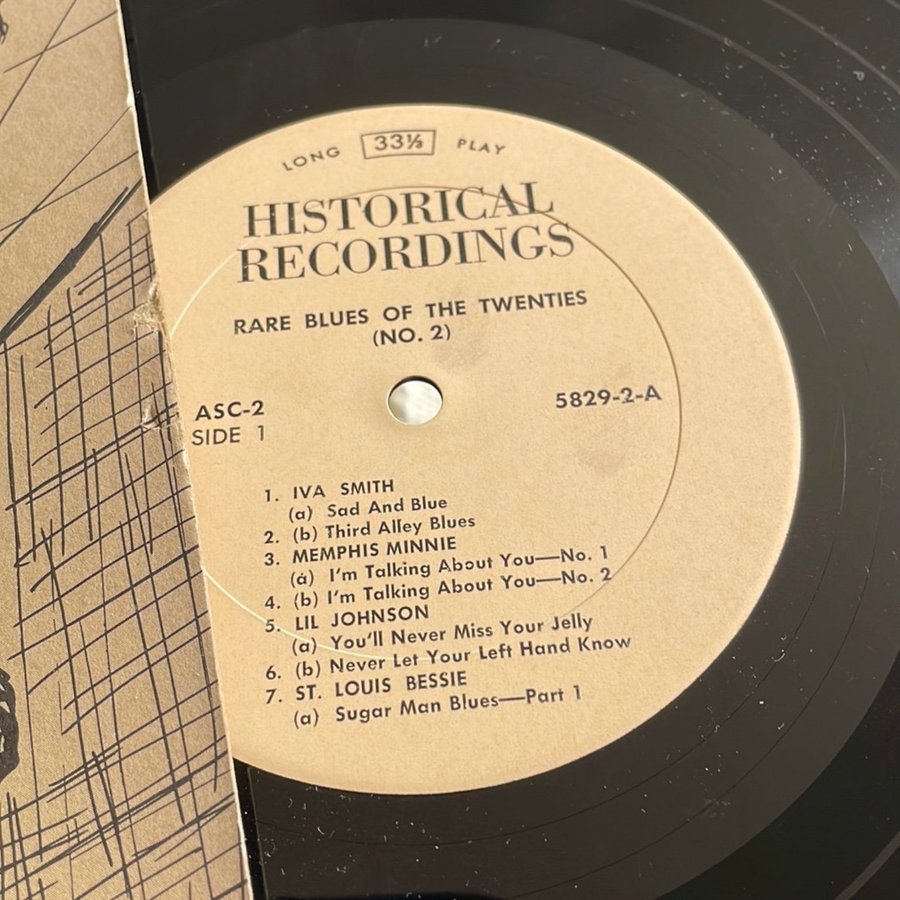 LONG 33⅓ PLAY
HISTORICAL
RECORDINGS
RARE BLUES OF THE TWENTIES
(NO. 2)
ASC-2 5829-2-A
SIDE 1
1. IVA SMITH
(a) Sad And Blue
2. (b) Third Alley Blues
3. MEMPHIS MINNIE
(a) I'm Talking About You—No. 1
4. (b) I'm Talking About You—No. 2
5. LIL JOHNSON
(a) You'll Never Miss Your Jelly
6. (b) Never Let Your Left Hand Know
7. ST. LOUIS BESSIE
(a) Sugar Man Blues—Part 1